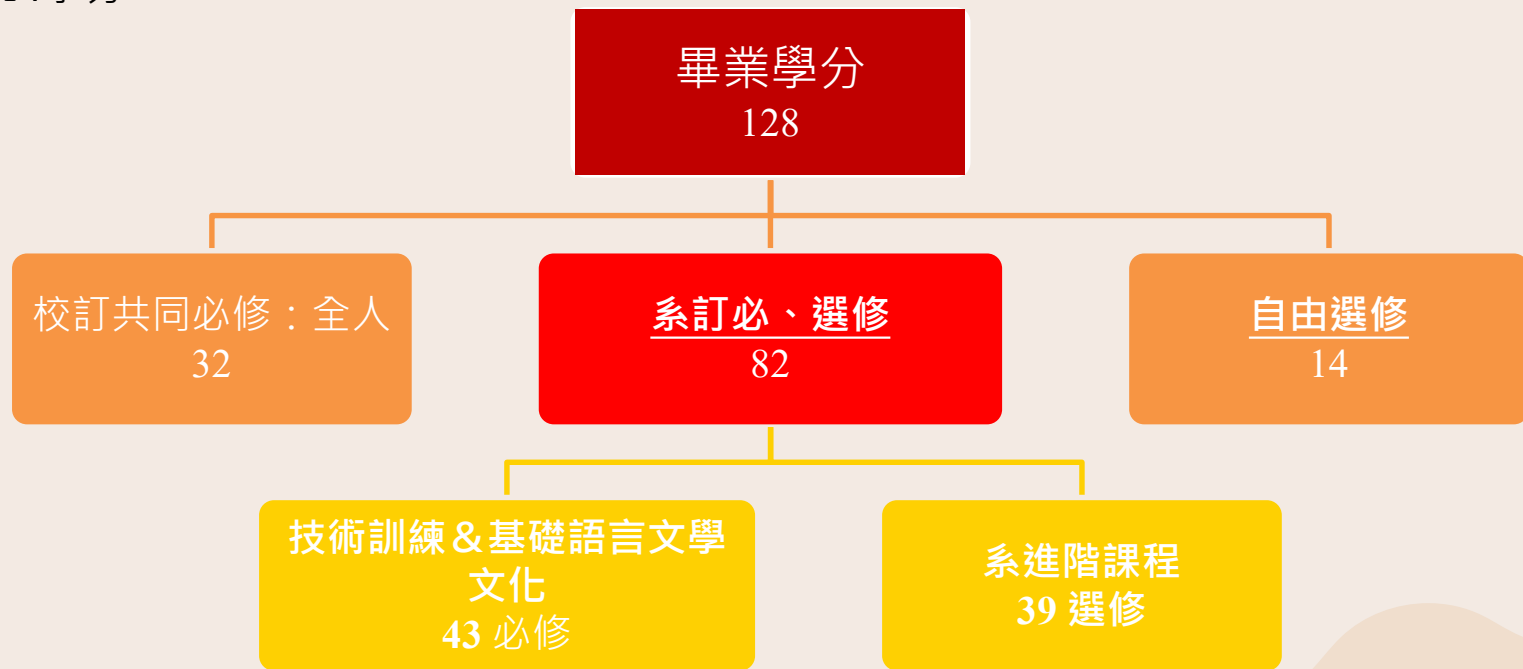 畢業學分
128
校訂共同必修：全人
32
系訂必、選修
82
自由選修
14
技術訓練＆基礎語言文學
文化
43 必修
系進階課程
39 選修